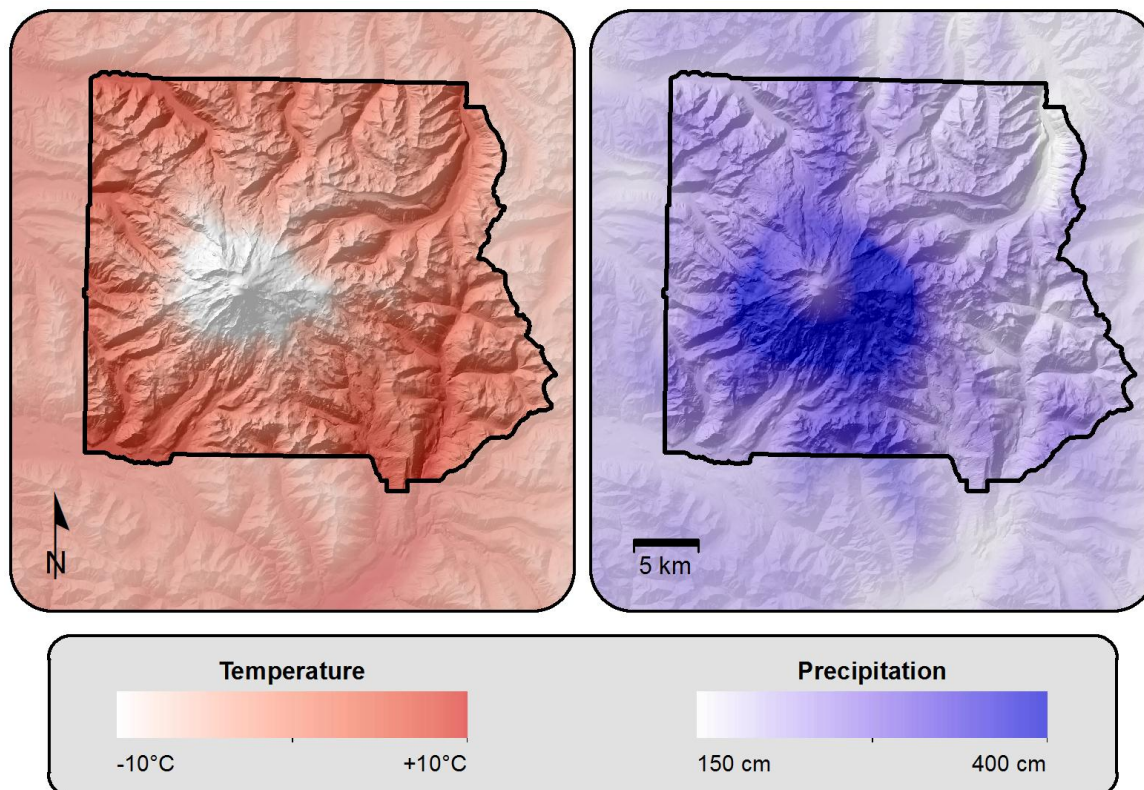 N
5 km
Temperature
-10°C +10°C
Precipitation
150 cm 400 cm